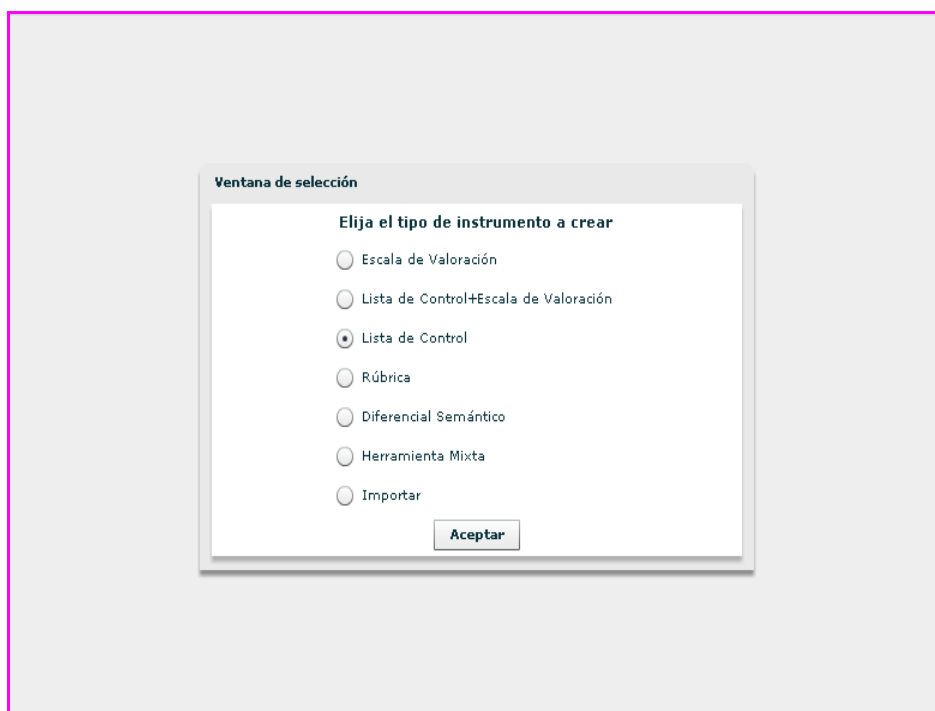 Ventana de selección
Elija el tipo de instrumento a crear
Escala de Valoración
Lista de Control+Escala de Valoración
Lista de Control
Rúbrica
Diferencial Semántico
Herramienta Mixta
Importar
Aceptar